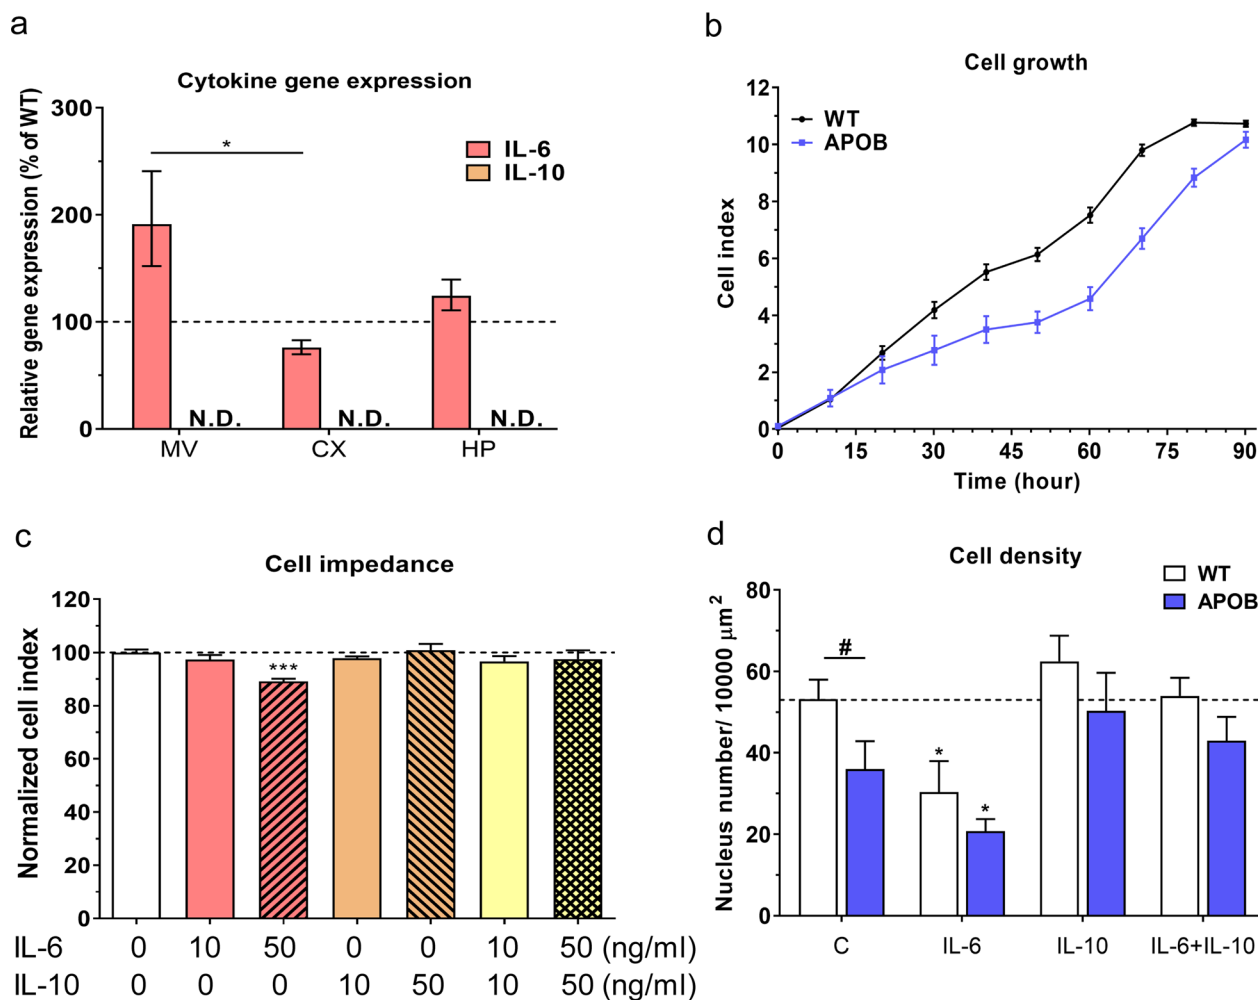 a
Cytokine gene expression
Relative gene expression (% of WT)
300
200
100
0
*
IL-6
IL-10
N.D.
N.D.
N.D.
MV CX HP
b
Cell growth
Cell index
12
10
8
6
4
2
0
WT
APOB
0 15 30 45 60 75 90
Time (hour)
c
Cell impedance
Normalized cell index
120
100
80
60
40
20
0
***
IL-6 0 10 50 0 0 10 50 (ng/ml)
IL-10 0 0 0 10 50 10 50 (ng/ml)
d
Cell density
Nucleus number/ 10000 μm²
80
60
40
20
0
WT
APOB
#
*
*
C IL-6 IL-10 IL-6+IL-10